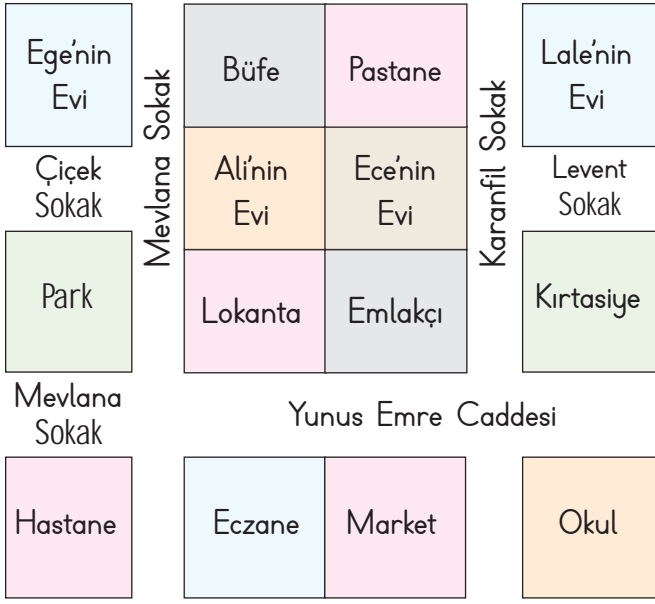 Ege'nin
Evi
Büfe
Pastane
Lale'nin
Evi
Mevlana Sokak
Karanfil Sokak
Çiçek
Sokak
Ali'nin
Evi
Ece'nin
Evi
Levent
Sokak
Park
Lokanta
Emlakçı
Kırtasiye
Mevlana
Sokak
Yunus Emre Caddesi
Hastane
Eczane
Market
Okul